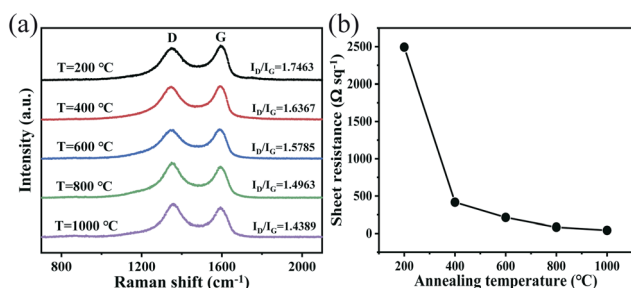 (a)
D G
T=200 ℃ I_D/I_G=1.7463
T=400 ℃ I_D/I_G=1.6367
T=600 ℃ I_D/I_G=1.5785
T=800 ℃ I_D/I_G=1.4963
T=1000 ℃ I_D/I_G=1.4389
Intensity (a.u.)
800 1200 1600 2000
Raman shift (cm⁻¹)
(b)
Sheet resistance (Ω sq⁻¹)
2500
2000
1500
1000
500
0
200 400 600 800 1000
Annealing temperature (℃)